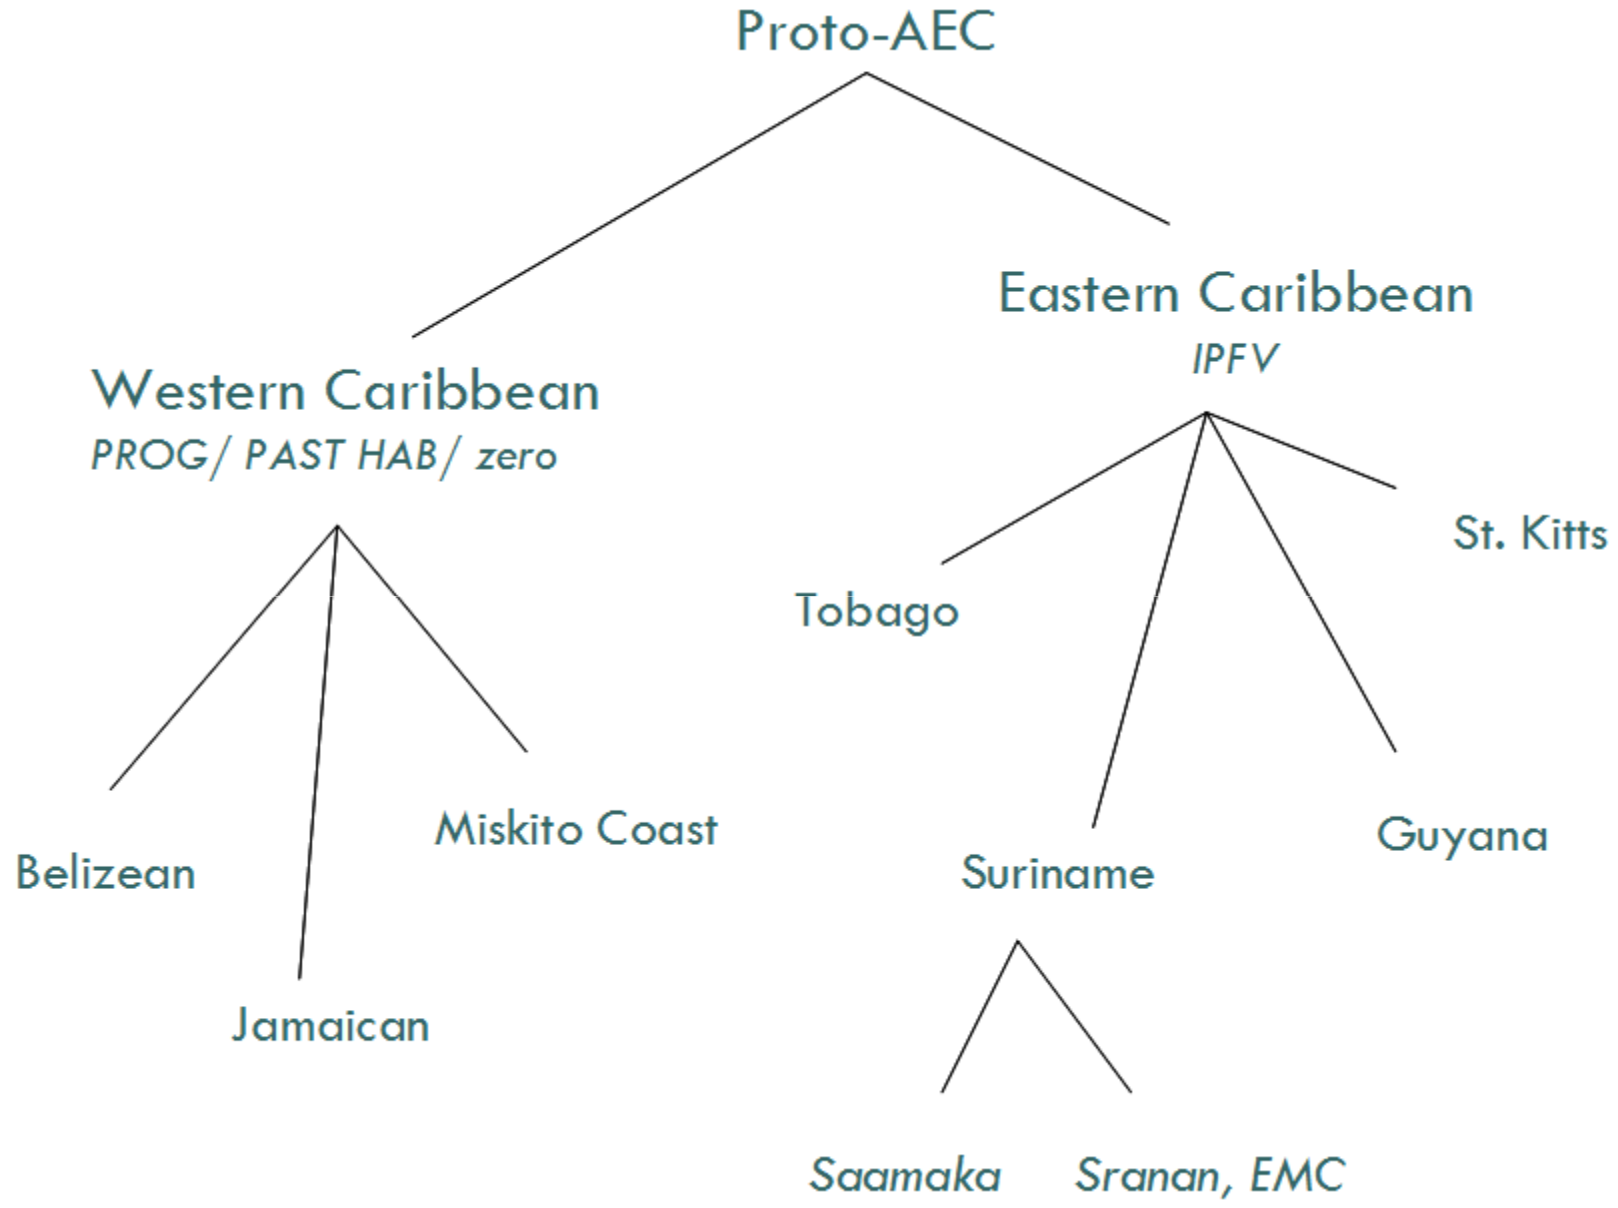 Proto-AEC
Eastern Caribbean
IPFV
Western Caribbean
PROG/ PAST HAB/ zero
St. Kitts
Tobago
Miskito Coast
Guyana
Belizean
Suriname
Jamaican
Saamaka
Sranan, EMC